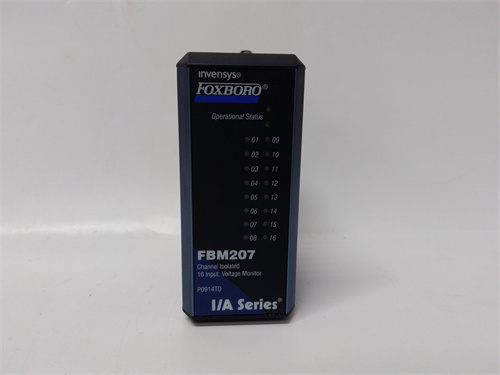 invensys®
FOXBORO®
Operational Status
01 09
02 10
03 11
04 12
05 13
06 14
07 15
08 16
FBM207
Channel Isolated
16 Input, Voltage Monitor
P0914TD
I/A Series®